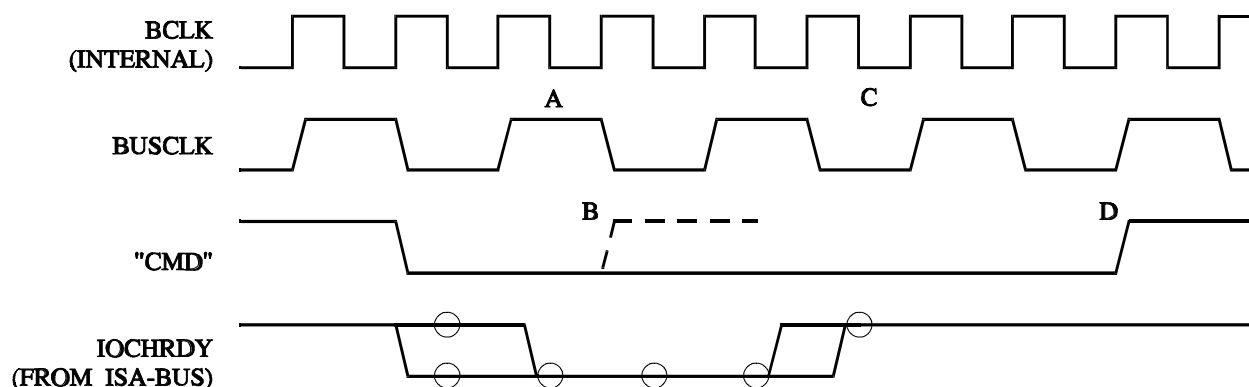 BCLK
(INTERNAL)
A
C
BUSCLK
B
D
"CMD"
IOCHRDY
(FROM ISA-BUS)